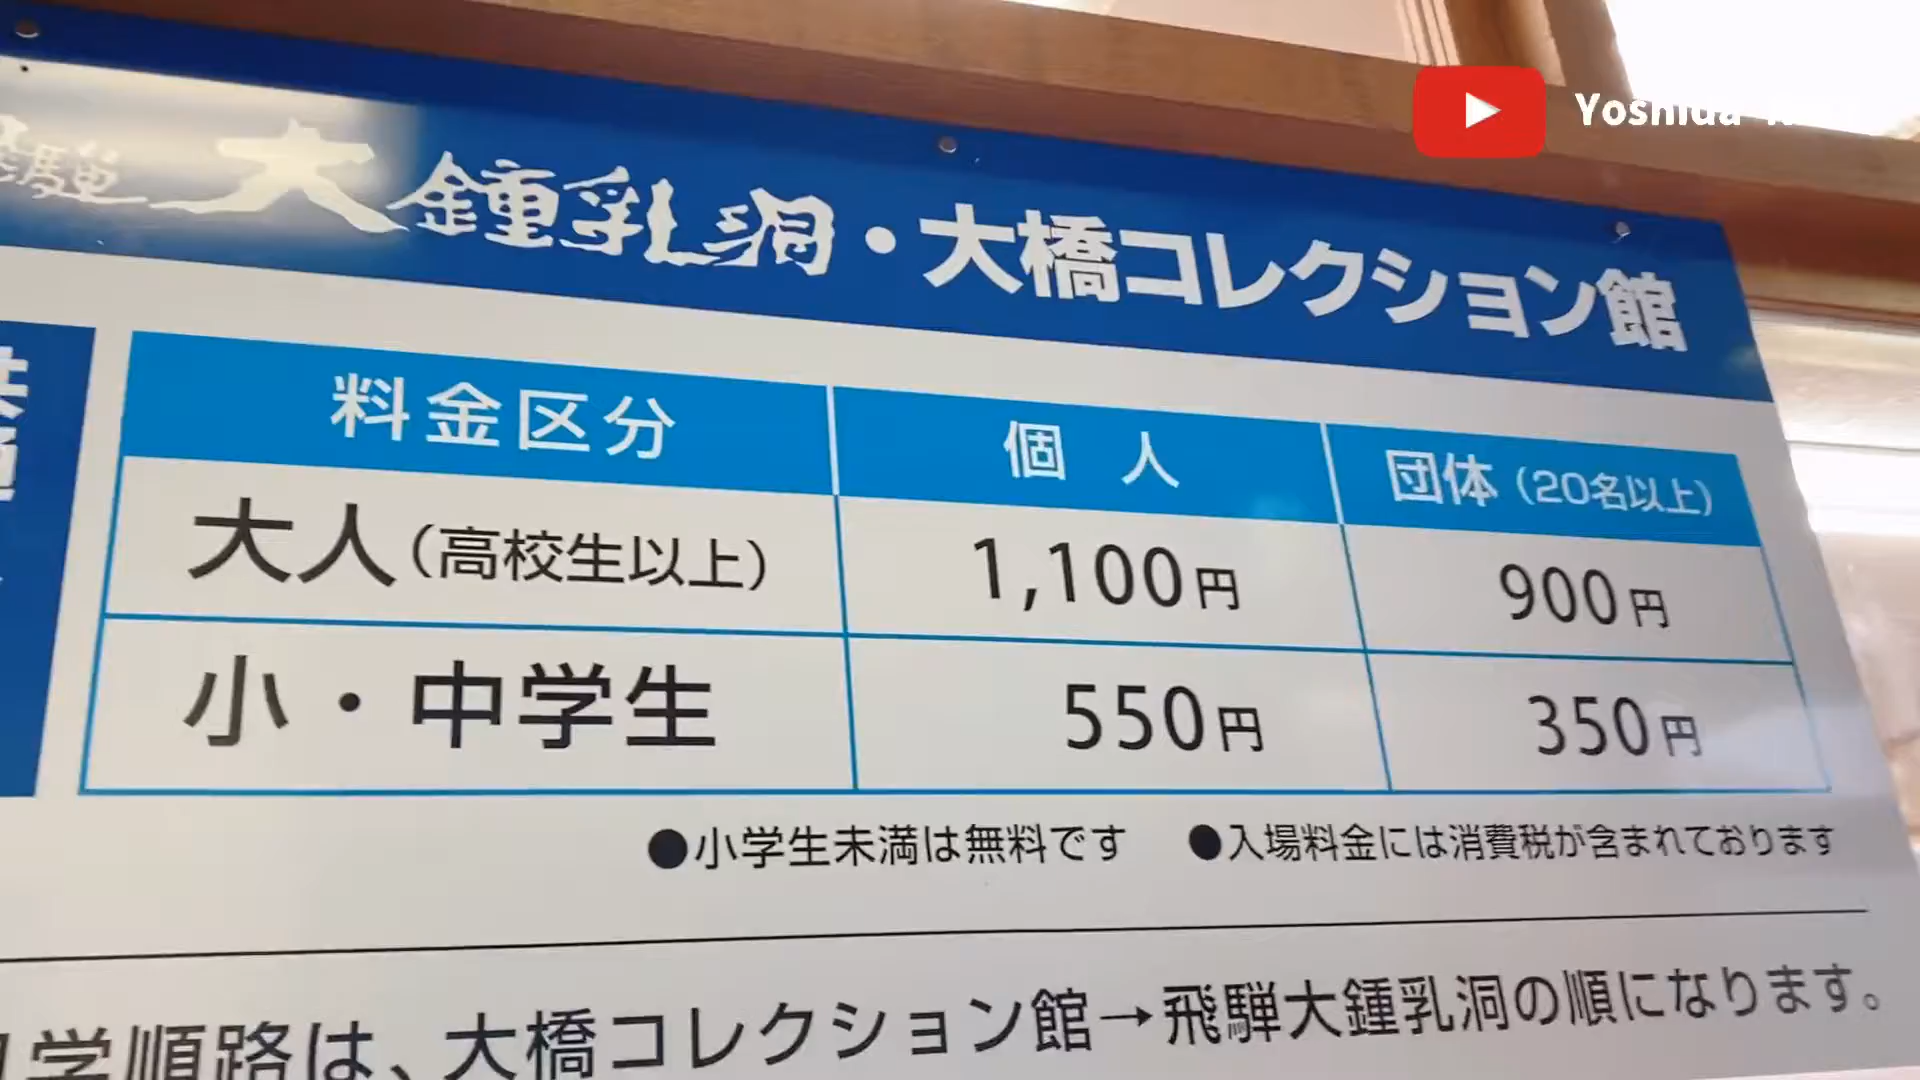 Yoshida
飛騨大鍾乳洞・大橋コレクション館
料金区分 個人 団体（20名以上）
大人（高校生以上） 1,100円 900円
小・中学生 550円 350円
●小学生未満は無料です ●入場料金には消費税が含まれております
学順路は、大橋コレクション館→飛騨大鍾乳洞の順になります。